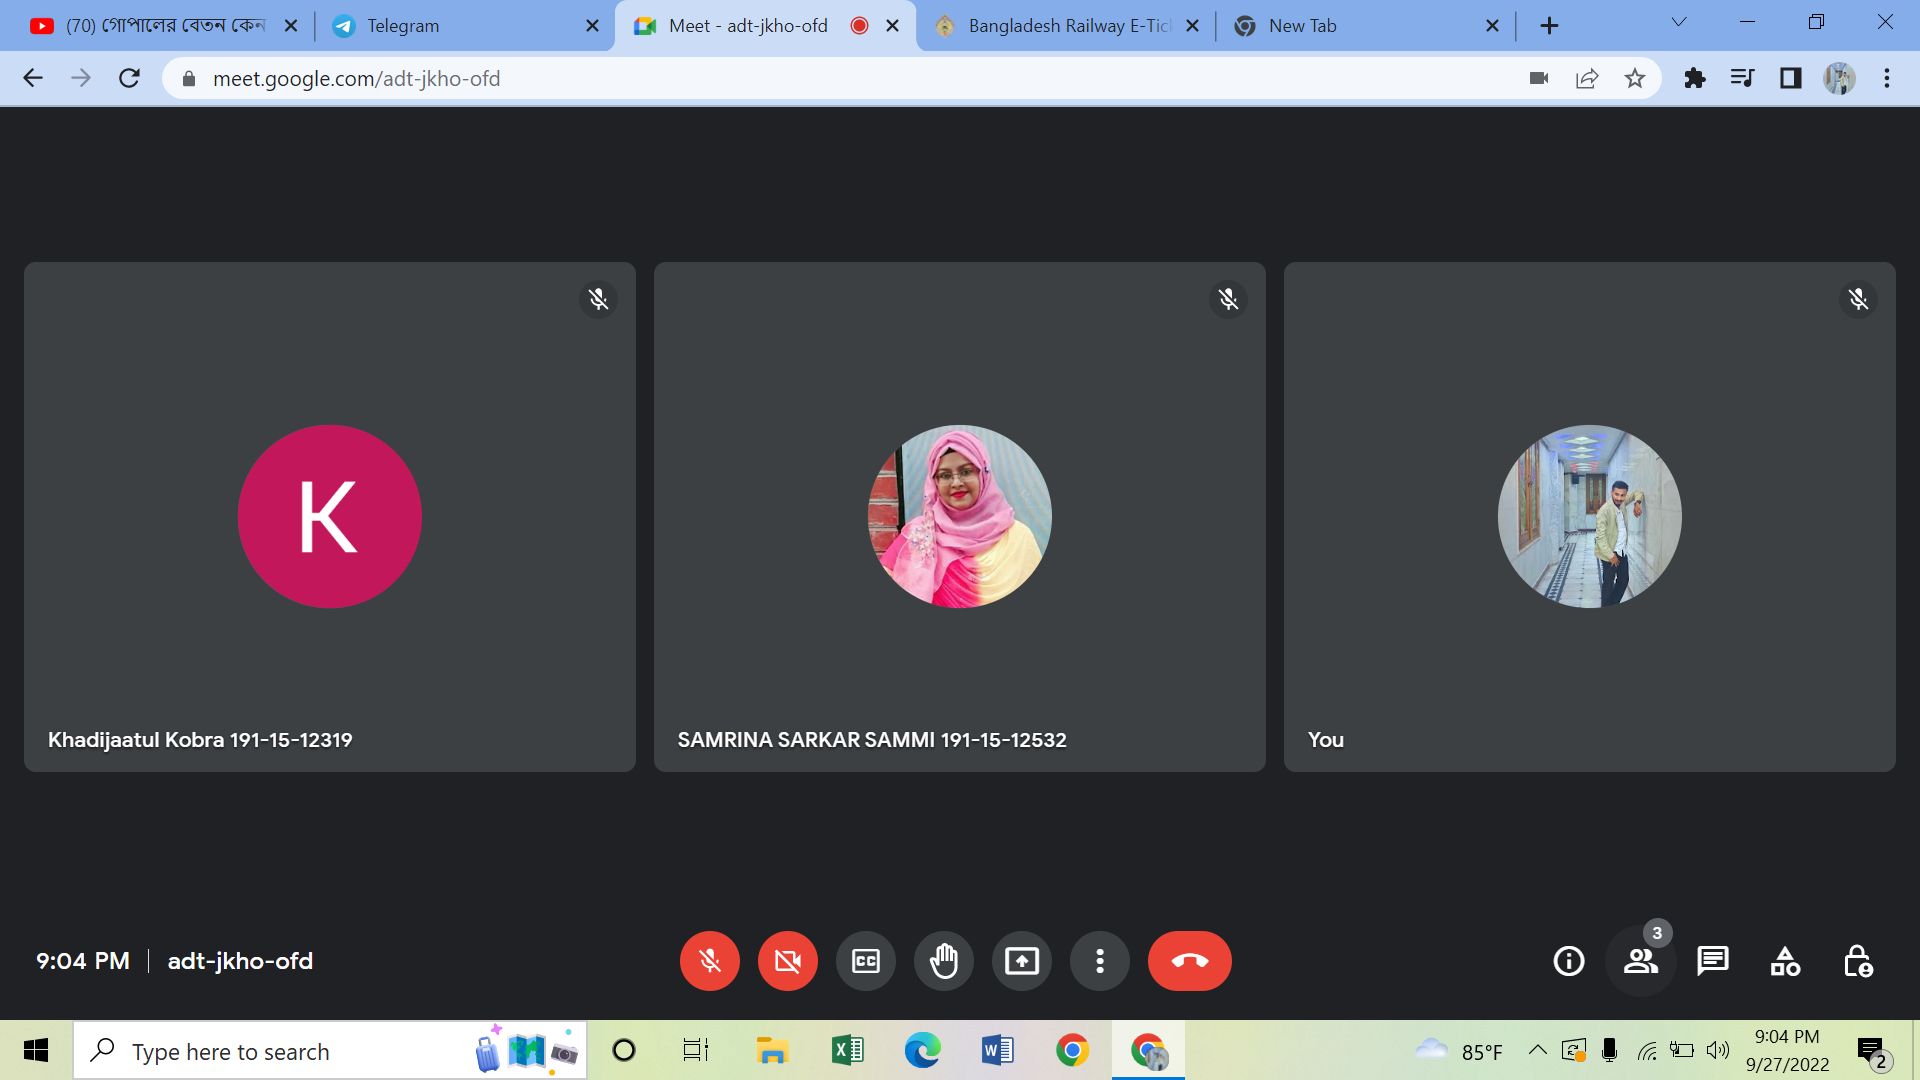 (70) গোপালের বেতন কেন
Telegram
Meet - adt-jkho-ofd
Bangladesh Railway E-Tick
New Tab
meet.google.com/adt-jkho-ofd
K
Khadijaatul Kobra 191-15-12319
SAMRINA SARKAR SAMMI 191-15-12532
You
9:04 PM
adt-jkho-ofd
CC
3
Type here to search
85°F
9:04 PM
9/27/2022
2